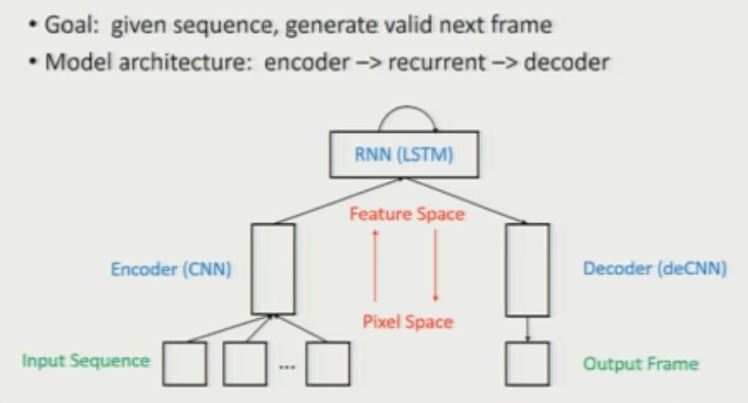 • Goal: given sequence, generate valid next frame
• Model architecture: encoder –> recurrent –> decoder
RNN (LSTM)
Feature Space
Encoder (CNN)
Decoder (deCNN)
Pixel Space
Input Sequence
...
Output Frame